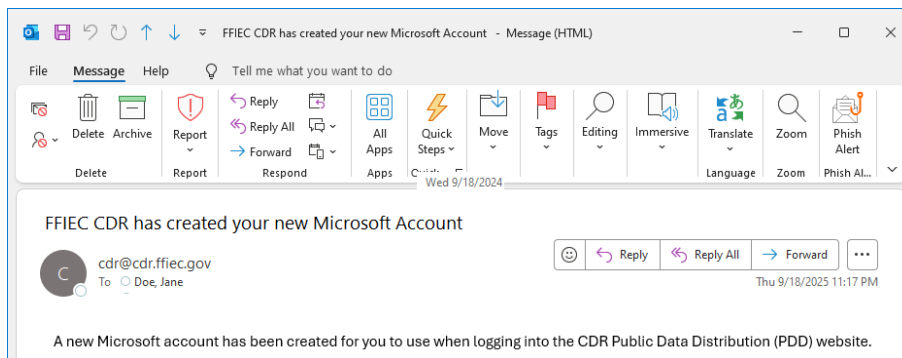 FFIEC CDR has created your new Microsoft Account - Message (HTML)
File Message Help Tell me what you want to do
Delete Archive Report Reply Reply All Forward All Apps Quick Steps Move Tags Editing Immersive Translate Zoom Phish Alert
Delete Report Respond Apps Language Zoom Phish Al...
Wed 9/18/2024
FFIEC CDR has created your new Microsoft Account
C
cdr@cdr.ffiec.gov
To Doe, Jane
Reply Reply All Forward
Thu 9/18/2025 11:17 PM
A new Microsoft account has been created for you to use when logging into the CDR Public Data Distribution (PDD) website.